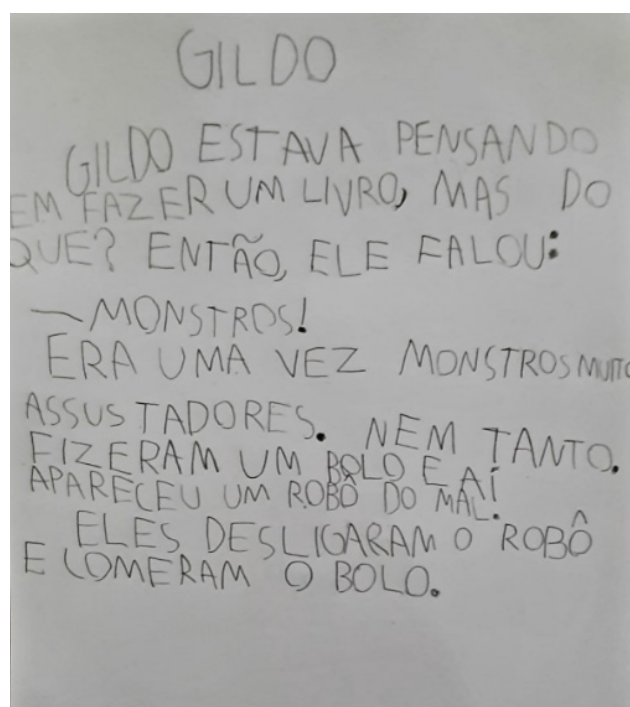 GILDO
GILDO ESTAVA PENSANDO
EM FAZER UM LIVRO, MAS DO
QUE? ENTÃO, ELE FALOU:
— MONSTROS!
ERA UMA VEZ MONSTROS MUITO
ASSUSTADORES. NEM TANTO.
FIZERAM UM BOLO E AÍ
APARECEU UM ROBÔ DO MAL.
ELES DESLIGARAM O ROBÔ
E COMERAM O BOLO.